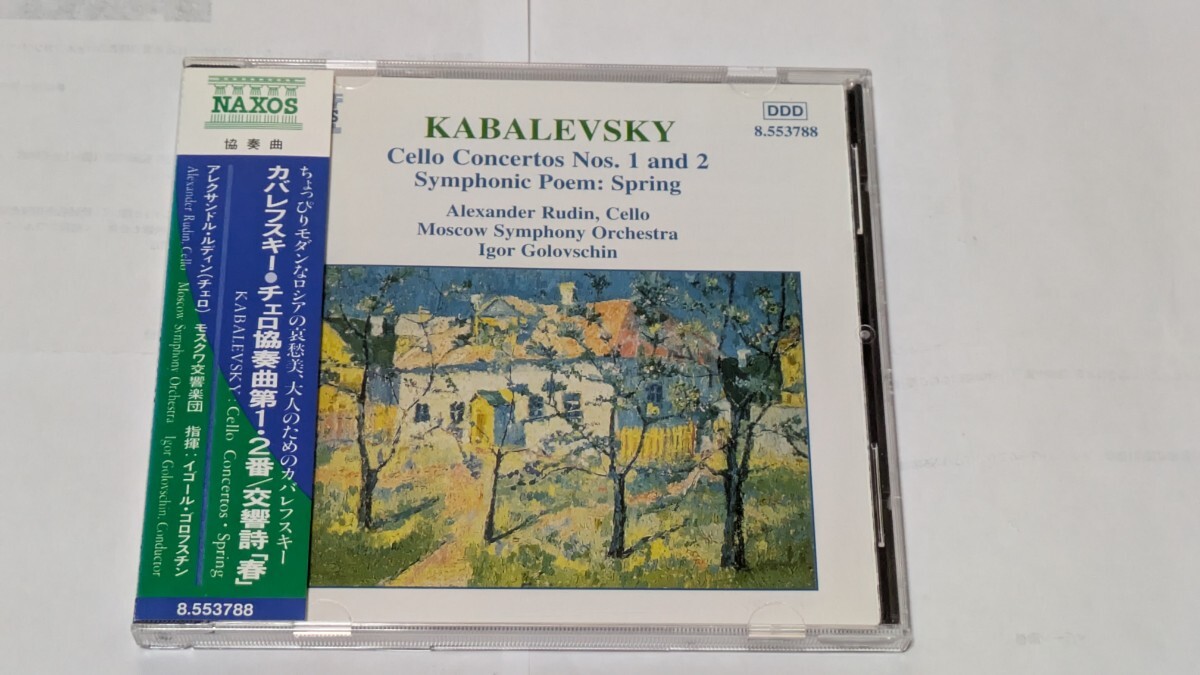 NAXOS
協奏曲
ちょっぴりモダンなロシアの哀愁美、大人のためのカバレフスキー
カバレフスキー●チェロ協奏曲第1・2番/交響詩「春」
KABALEVSKY: Cello Concertos・Spring
アレクサンドル・ルディン(チェロ) モスクワ交響楽団 指揮:イゴール・ゴロフスチン
Alexander Rudin, Cello Moscow Symphony Orchestra Igor Golovschin, Conductor
8.553788
DDD
8.553788
KABALEVSKY
Cello Concertos Nos. 1 and 2
Symphonic Poem: Spring
Alexander Rudin, Cello
Moscow Symphony Orchestra
Igor Golovschin